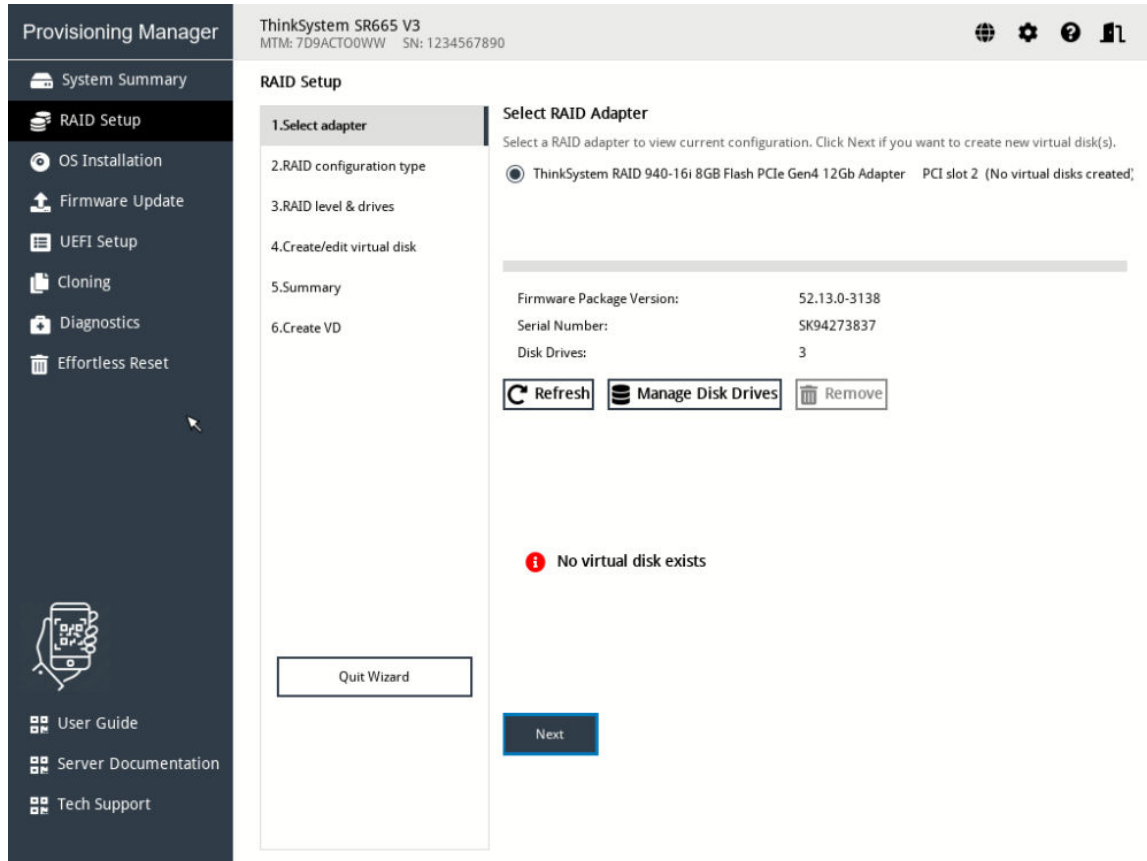 Provisioning Manager
ThinkSystem SR665 V3
MTM: 7D9ACTO0WW SN: 1234567890
System Summary
RAID Setup
OS Installation
Firmware Update
UEFI Setup
Cloning
Diagnostics
Effortless Reset
User Guide
Server Documentation
Tech Support
RAID Setup
1.Select adapter
2.RAID configuration type
3.RAID level & drives
4.Create/edit virtual disk
5.Summary
6.Create VD
Quit Wizard
Select RAID Adapter
Select a RAID adapter to view current configuration. Click Next if you want to create new virtual disk(s).
ThinkSystem RAID 940-16i 8GB Flash PCIe Gen4 12Gb Adapter PCI slot 2 (No virtual disks created)
Firmware Package Version: 52.13.0-3138
Serial Number: SK94273837
Disk Drives: 3
Refresh Manage Disk Drives Remove
No virtual disk exists
Next